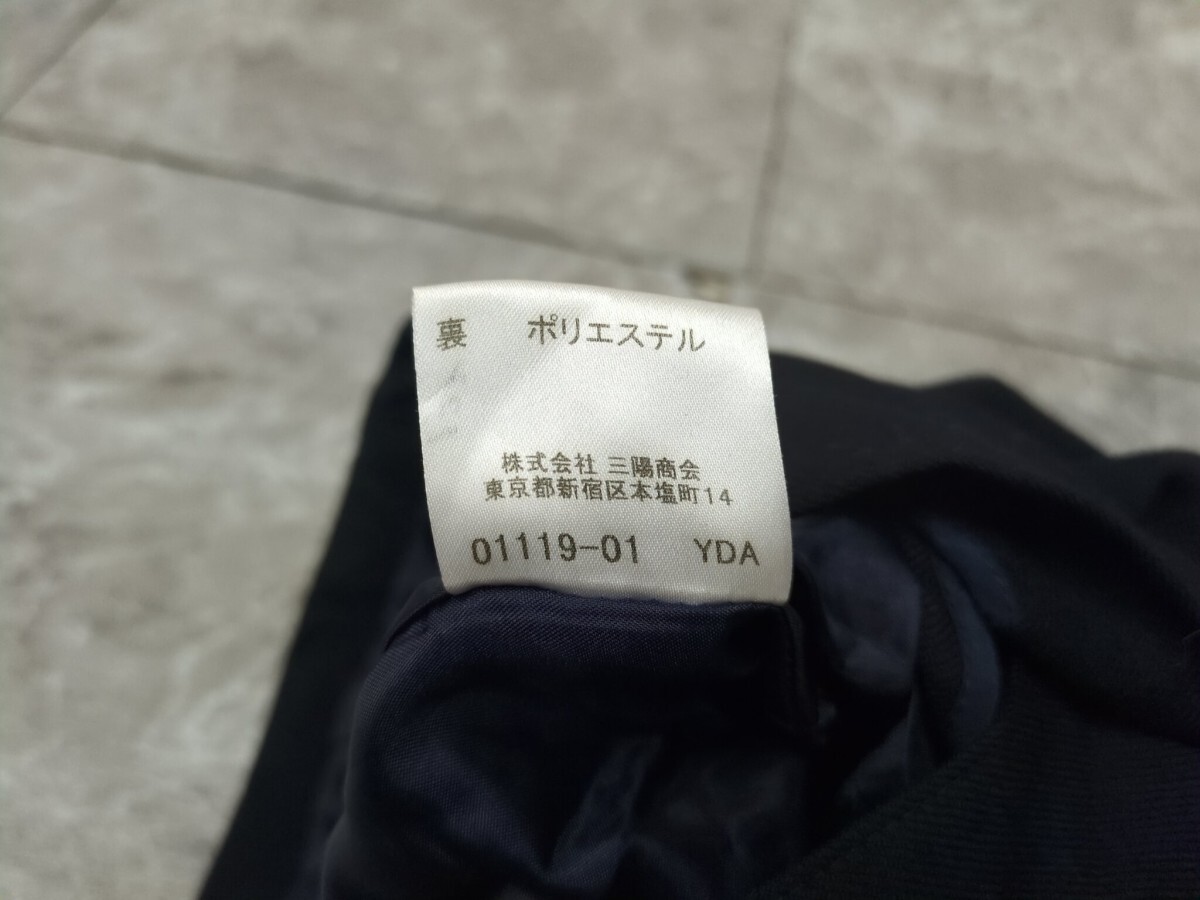 裏 ポリエステル
株式会社 三陽商会
東京都新宿区本塩町14
01119-01 YDA